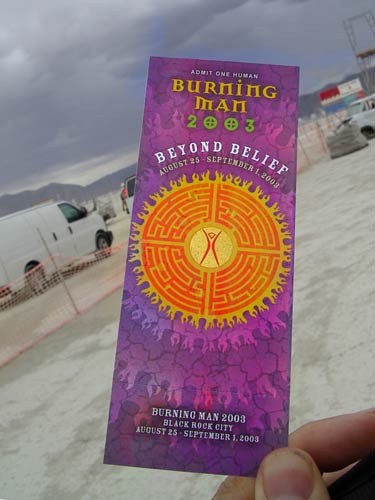 ADMIT ONE HUMAN
BURNING
MAN
2003
BEYOND BELIEF
AUGUST 25 - SEPTEMBER 1, 2003
BURNING MAN 2003
BLACK ROCK CITY
AUGUST 25 - SEPTEMBER 1, 2003